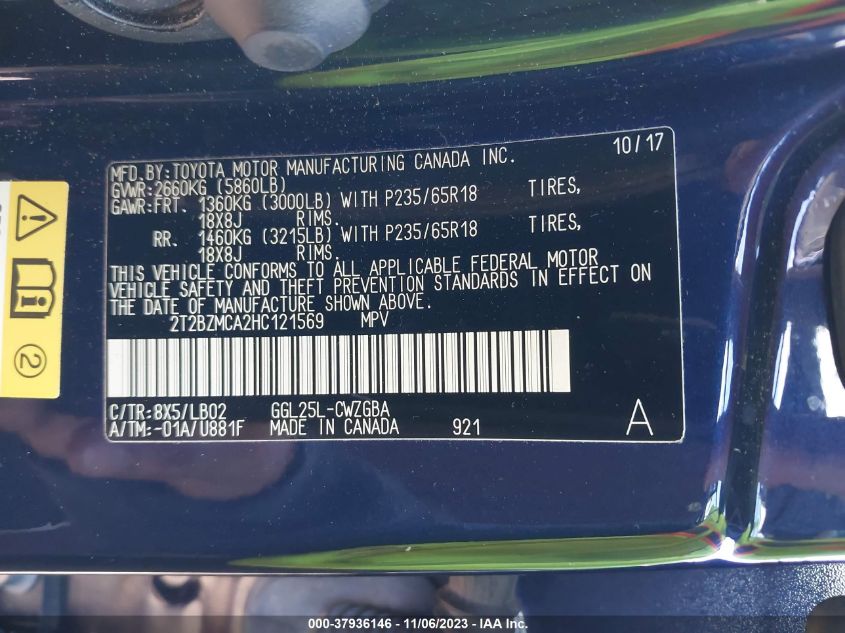 MFD.BY:TOYOTA MOTOR MANUFACTURING CANADA INC. 10/17
GVWR:2660KG (5860LB)
GAWR:FRT. 1360KG (3000LB) WITH P235/65R18 TIRES,
18X8J RIMS.
RR. 1460KG (3215LB) WITH P235/65R18 TIRES,
18X8J RIMS.
THIS VEHICLE CONFORMS TO ALL APPLICABLE FEDERAL MOTOR
VEHICLE SAFETY AND THEFT PREVENTION STANDARDS IN EFFECT ON
THE DATE OF MANUFACTURE SHOWN ABOVE.
2T2BZMCA2HC121569 MPV
C/TR:8X5/LB02 GGL25L-CWZGBA
A/TM:-01A/U881F MADE IN CANADA 921 A
2
000-37936146 - 11/06/2023 - IAA Inc.